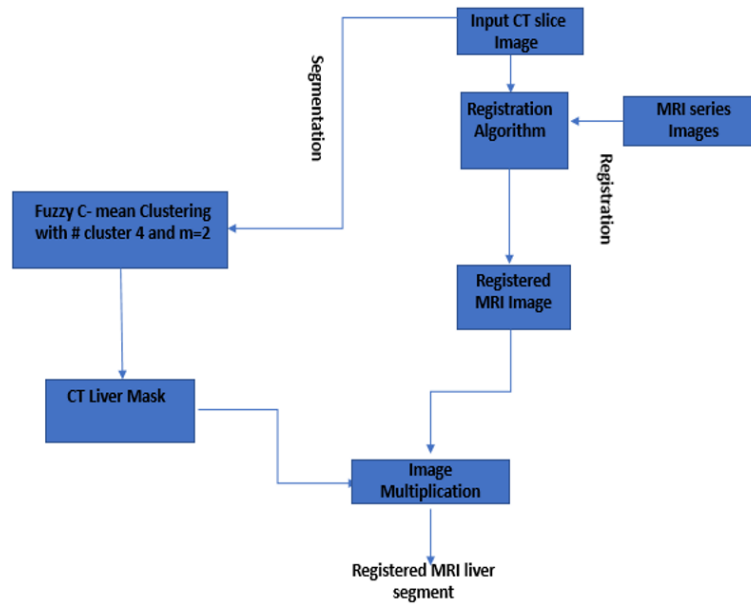 Input CT slice
Image
Segmentation
Registration
Algorithm
MRI series
Images
Registration
Fuzzy C- mean Clustering
with # cluster 4 and m=2
Registered
MRI Image
CT Liver Mask
Image
Multiplication
Registered MRI liver
segment